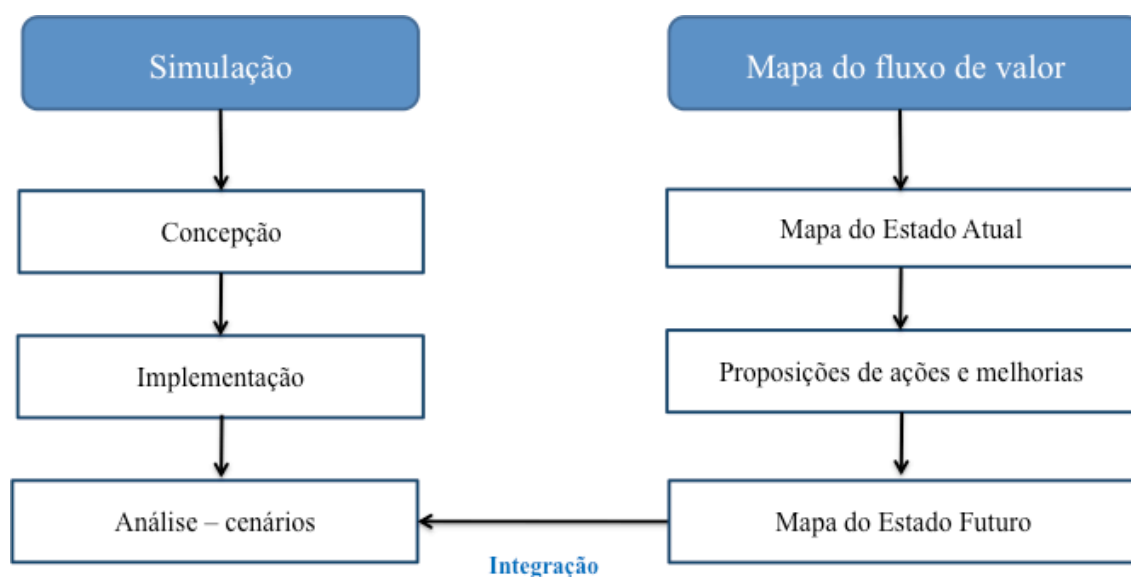 Simulação
Mapa do fluxo de valor
Concepção
Mapa do Estado Atual
Implementação
Proposições de ações e melhorias
Análise – cenários
Mapa do Estado Futuro
Integração